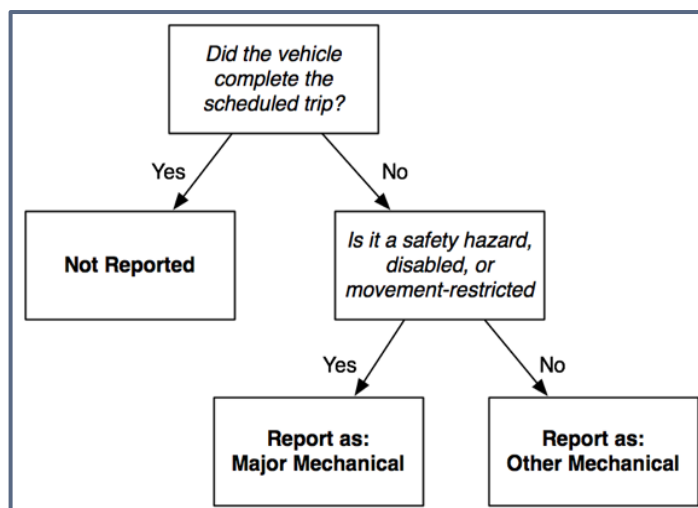 Did the vehicle
complete the
scheduled trip?
Yes
No
Not Reported
Is it a safety hazard,
disabled, or
movement-restricted
Yes
No
Report as:
Major Mechanical
Report as:
Other Mechanical